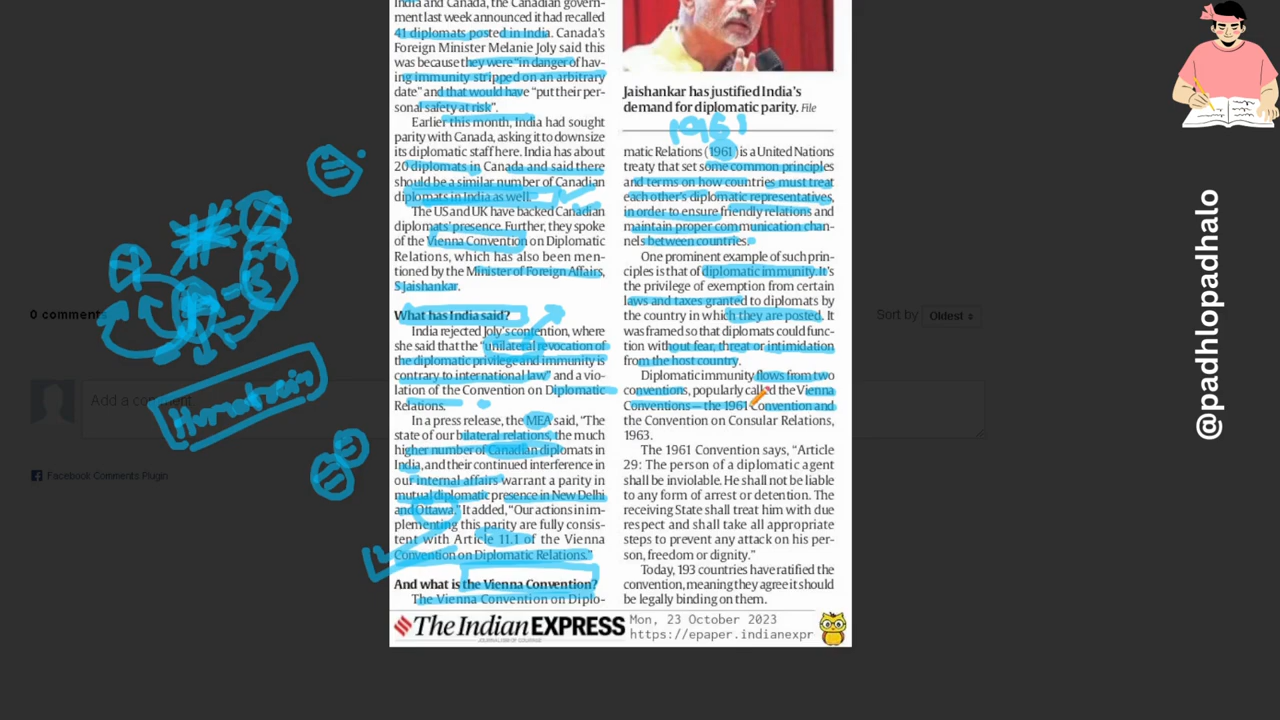 India and Canada, the Canadian govern-
ment last week announced it had recalled
41 diplomats posted in India. Canada's
Foreign Minister Melanie Joly said this
was because they were "in danger of hav-
ing immunity stripped on an arbitrary
date" and that would have "put their per-
sonal safety at risk".
Earlier this month, India had sought
parity with Canada, asking it to downsize
its diplomatic staff here. India has about
20 diplomats in Canada and said there
should be a similar number of Canadian
diplomats in India as well.
The US and UK have backed Canadian
diplomats' presence. Further, they spoke
of the Vienna Convention on Diplomatic
Relations, which has also been men-
tioned by the Minister of Foreign Affairs,
S Jaishankar.
What has India said?
India rejected Joly's contention, where
she said that the "unilateral revocation of
the diplomatic privilege and immunity is
contrary to international law" and a vio-
lation of the Convention on Diplomatic
Relations.
In a press release, the MEA said, "The
state of our bilateral relations, the much
higher number of Canadian diplomats in
India, and their continued interference in
our internal affairs warrant a parity in
mutual diplomatic presence in New Delhi
and Ottawa." It added, "Our actions in im-
plementing this parity are fully consis-
tent with Article 11.1 of the Vienna
Convention on Diplomatic Relations."
And what is the Vienna Convention?
The Vienna Convention on Diplo-
Jaishankar has justified India's
demand for diplomatic parity. File
1961
matic Relations (1961) is a United Nations
treaty that set some common principles
and terms on how countries must treat
each other's diplomatic representatives,
in order to ensure friendly relations and
maintain proper communication chan-
nels between countries.
One prominent example of such prin-
ciples is that of diplomatic immunity. It's
the privilege of exemption from certain
laws and taxes granted to diplomats by
the country in which they are posted. It
was framed so that diplomats could func-
tion without fear, threat or intimidation
from the host country.
Diplomatic immunity flows from two
conventions, popularly called the Vienna
Conventions — the 1961 Convention and
the Convention on Consular Relations,
1963.
The 1961 Convention says, "Article
29: The person of a diplomatic agent
shall be inviolable. He shall not be liable
to any form of arrest or detention. The
receiving State shall treat him with due
respect and shall take all appropriate
steps to prevent any attack on his per-
son, freedom or dignity."
Today, 193 countries have ratified the
convention, meaning they agree it should
be legally binding on them.
The Indian EXPRESS
JOURNALISM OF COURAGE
Mon, 23 October 2023
https://epaper.indianexpr
0 comments
Sort by Oldest
Add a comment
Facebook Comments Plugin
@padhlopadhalo